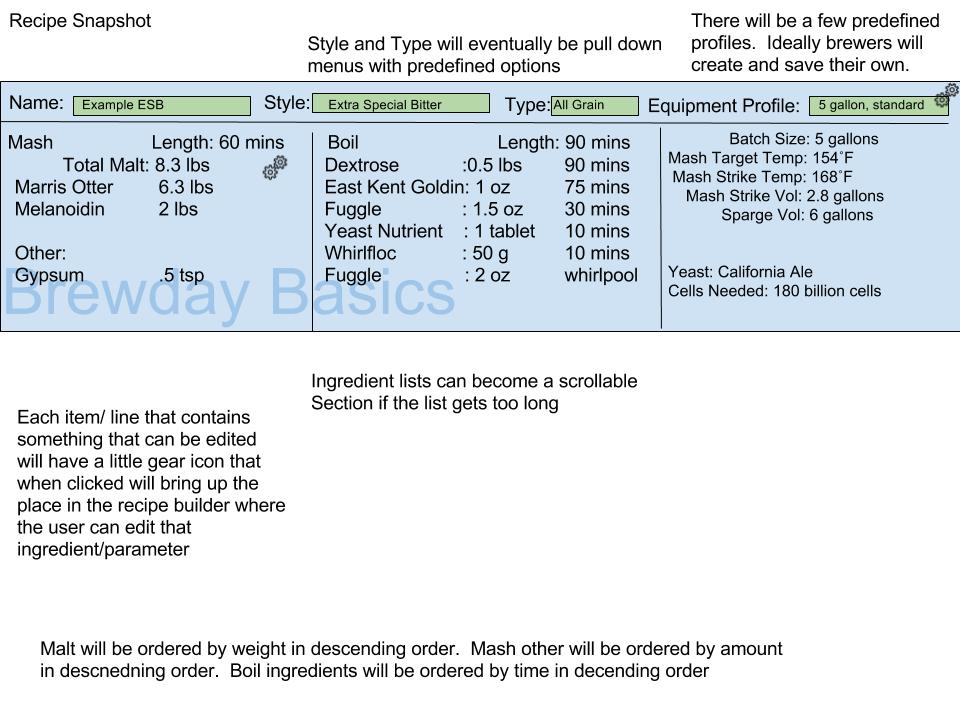 Recipe Snapshot
Style and Type will eventually be pull down
menus with predefined options
There will be a few predefined
profiles.  Ideally brewers will
create and save their own.
Name: Example ESB Style: Extra Special Bitter Type: All Grain Equipment Profile: 5 gallon, standard
Mash Length: 60 mins
Total Malt: 8.3 lbs
Marris Otter 6.3 lbs
Melanoidin 2 lbs
Other:
Gypsum .5 tsp
Boil Length: 90 mins
Dextrose :0.5 lbs 90 mins
East Kent Goldin: 1 oz 75 mins
Fuggle : 1.5 oz 30 mins
Yeast Nutrient : 1 tablet 10 mins
Whirlfloc : 50 g 10 mins
Fuggle : 2 oz whirlpool
Batch Size: 5 gallons
Mash Target Temp: 154˚F
Mash Strike Temp: 168˚F
Mash Strike Vol: 2.8 gallons
Sparge Vol: 6 gallons
Yeast: California Ale
Cells Needed: 180 billion cells
Brewday Basics
Ingredient lists can become a scrollable
Section if the list gets too long
Each item/ line that contains
something that can be edited
will have a little gear icon that
when clicked will bring up the
place in the recipe builder where
the user can edit that
ingredient/parameter
Malt will be ordered by weight in descending order.  Mash other will be ordered by amount
in descnedning order.  Boil ingredients will be ordered by time in decending order